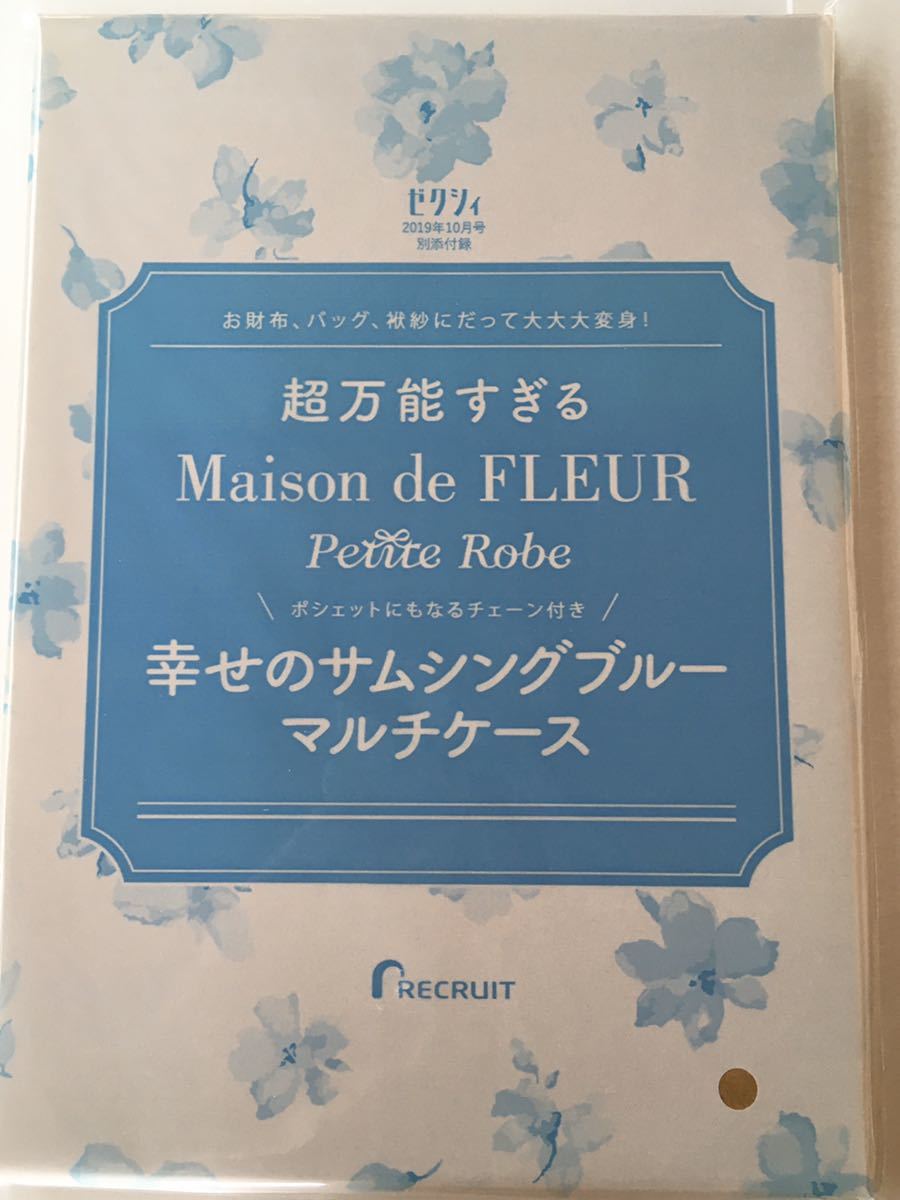 ゼクシィ
2019年10月号
別添付録
お財布、バッグ、袱紗にだって大大大変身!
超万能すぎる
Maison de FLEUR
Petite Robe
\ ポシェットにもなるチェーン付き /
幸せのサムシングブルー
マルチケース
RECRUIT